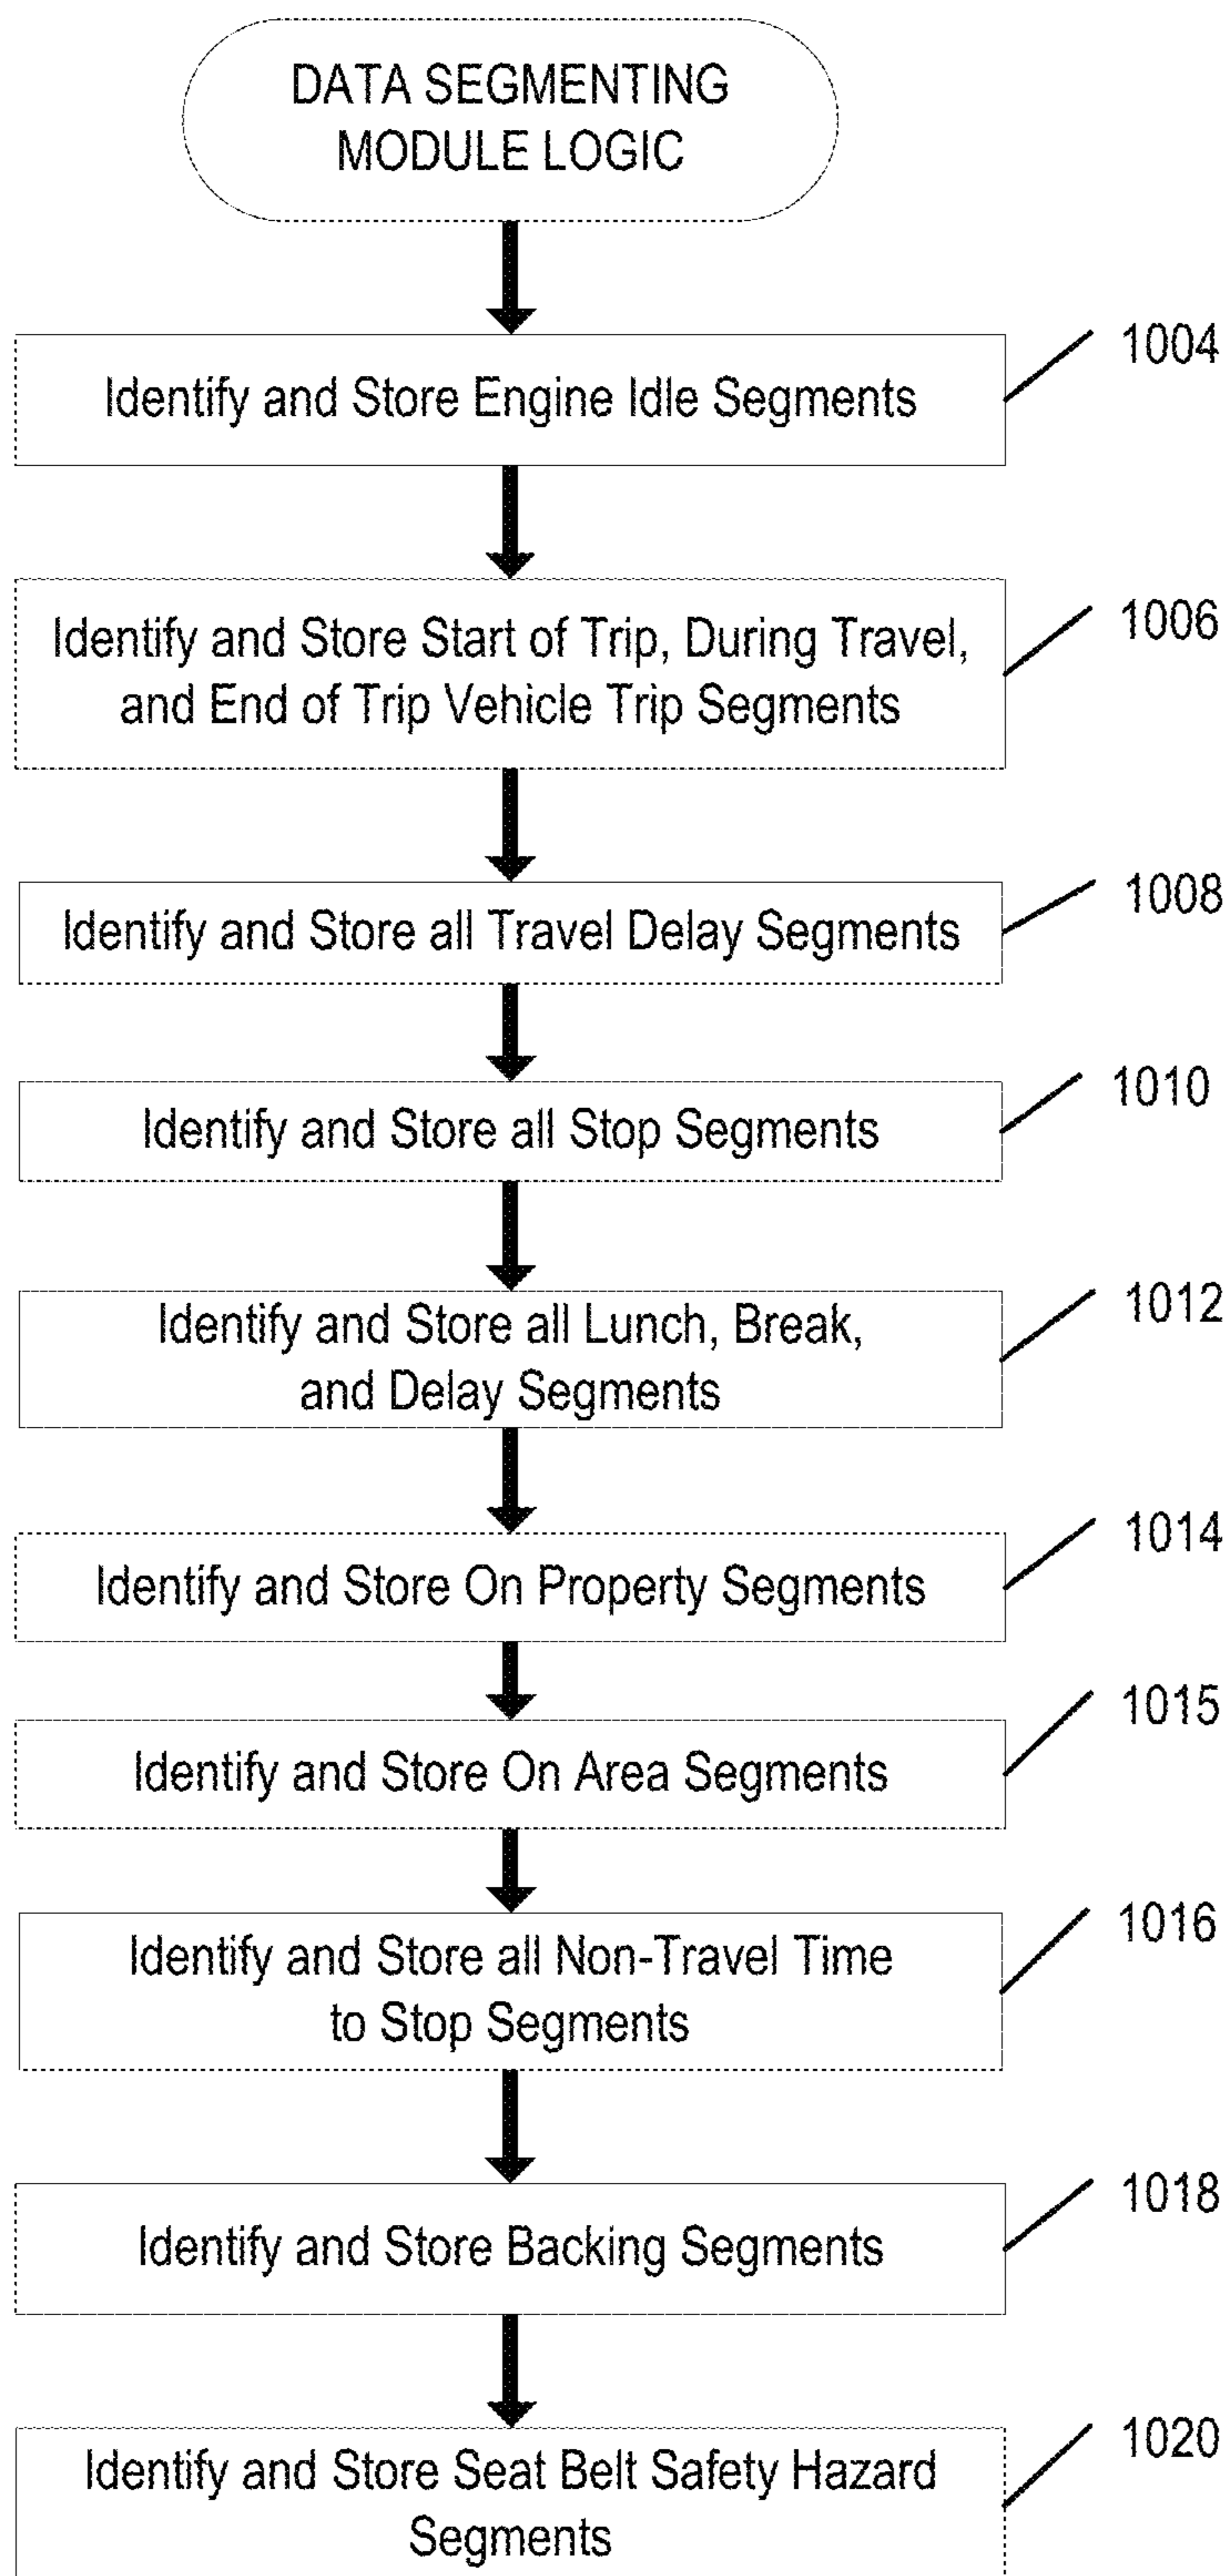 DATA SEGMENTING
MODULE LOGIC
1004
Identify and Store Engine Idle Segments
1006
Identify and Store Start of Trip, During Travel,
and End of Trip Vehicle Trip Segments
1008
Identify and Store all Travel Delay Segments
1010
Identify and Store all Stop Segments
1012
Identify and Store all Lunch, Break,
and Delay Segments
1014
Identify and Store On Property Segments
1015
Identify and Store On Area Segments
1016
Identify and Store all Non-Travel Time
to Stop Segments
1018
Identify and Store Backing Segments
1020
Identify and Store Seat Belt Safety Hazard
Segments